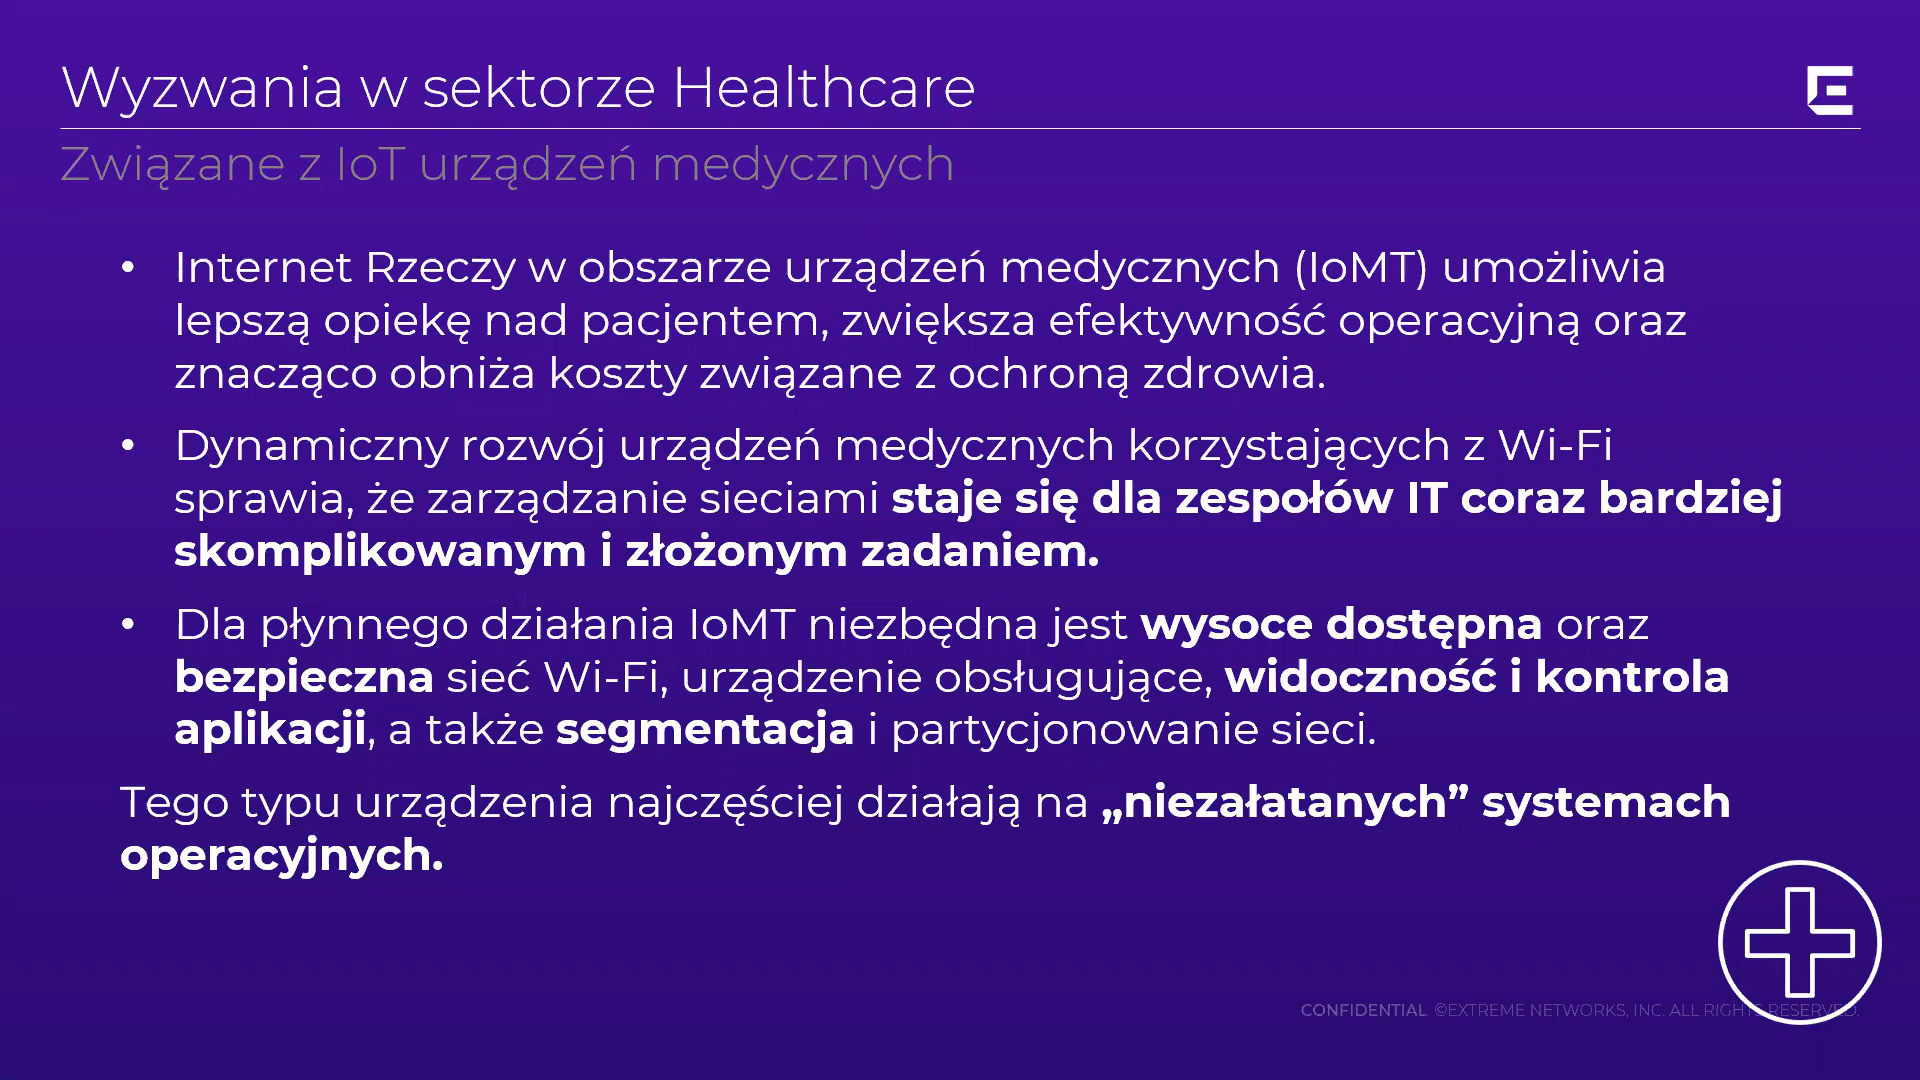 Wyzwania w sektorze Healthcare
Związane z IoT urządzeń medycznych
• Internet Rzeczy w obszarze urządzeń medycznych (IoMT) umożliwia
lepszą opiekę nad pacjentem, zwiększa efektywność operacyjną oraz
znacząco obniża koszty związane z ochroną zdrowia.
• Dynamiczny rozwój urządzeń medycznych korzystających z Wi-Fi
sprawia, że zarządzanie sieciami staje się dla zespołów IT coraz bardziej
skomplikowanym i złożonym zadaniem.
• Dla płynnego działania IoMT niezbędna jest wysoce dostępna oraz
bezpieczna sieć Wi-Fi, urządzenie obsługujące, widoczność i kontrola
aplikacji, a także segmentacja i partycjonowanie sieci.
Tego typu urządzenia najczęściej działają na „niezałatanych” systemach
operacyjnych.
CONFIDENTIAL. ©EXTREME NETWORKS, INC. ALL RIGHTS RESERVED.